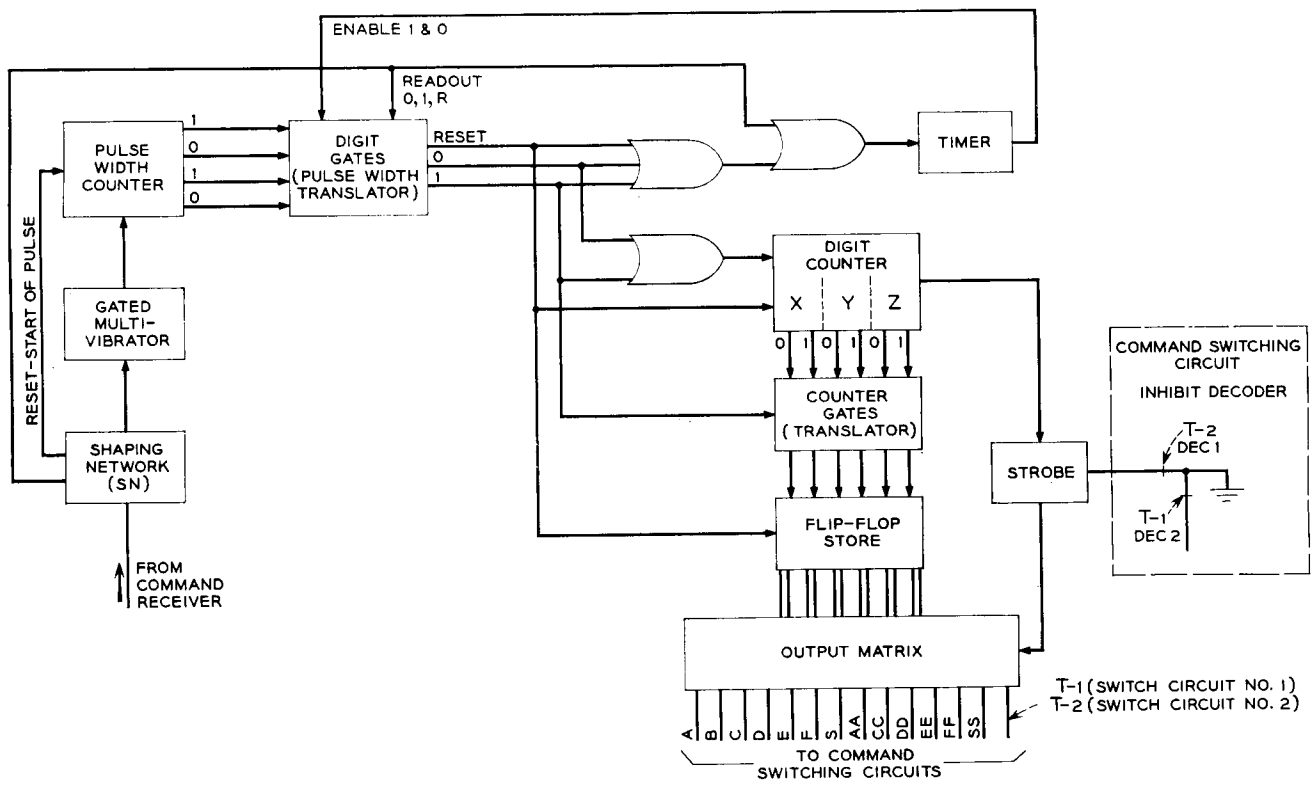 ENABLE 1 & 0
READOUT
0, 1, R
PULSE
WIDTH
COUNTER
1
0
1
0
DIGIT
GATES
(PULSE WIDTH
TRANSLATOR)
RESET
0
1
TIMER
RESET-START OF PULSE
GATED
MULTI-
VIBRATOR
SHAPING
NETWORK
(SN)
FROM
COMMAND
RECEIVER
DIGIT
COUNTER
X Y Z
0 1 0 1 0 1
COUNTER
GATES
(TRANSLATOR)
FLIP-FLOP
STORE
STROBE
COMMAND SWITCHING
CIRCUIT
INHIBIT DECODER
T-2
DEC 1
T-1
DEC 2
OUTPUT MATRIX
T-1 (SWITCH CIRCUIT NO. 1)
T-2 (SWITCH CIRCUIT NO. 2)
A B C D E F S AA CC DD EE FF SS
TO COMMAND
SWITCHING CIRCUITS